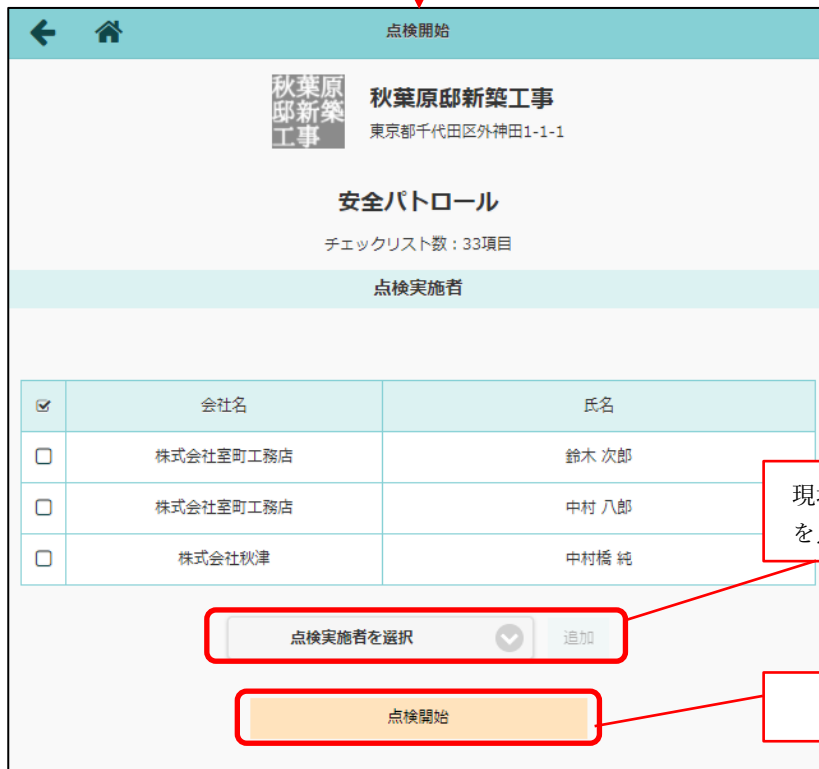 点検開始
秋葉原
邸新築
工事
秋葉原邸新築工事
東京都千代田区外神田1-1-1
安全パトロール
チェックリスト数：33項目
点検実施者
会社名 氏名
株式会社室町工務店 鈴木 次郎
株式会社室町工務店 中村 八郎
株式会社秋津 中村橋 純
現
を
点検実施者を選択 追加
点検開始